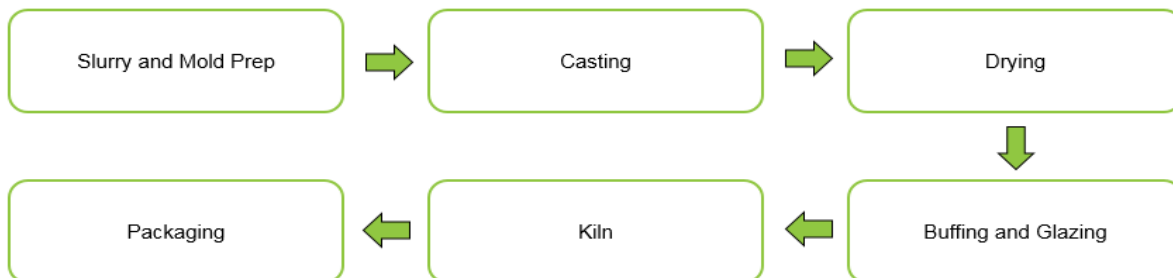 Slurry and Mold Prep
Casting
Drying
Buffing and Glazing
Kiln
Packaging